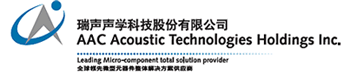 瑞声声学科技股份有限公司
AAC Acoustic Technologies Holdings Inc.
Leading Micro-component total solution provider
全球领先微型元器件整体解决方案供应商